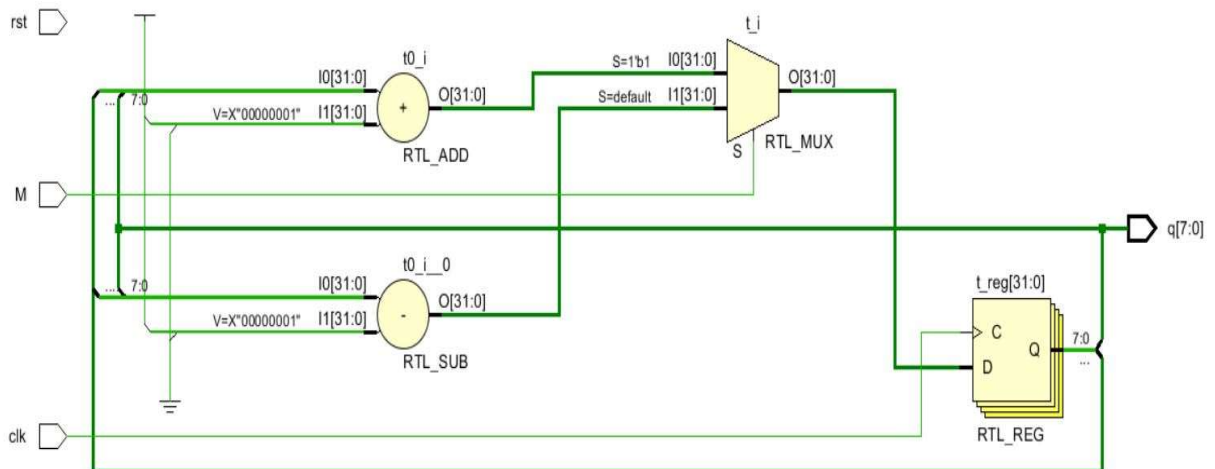 rst
t_i
t0_i
S=1'b1 I0[31:0]
O[31:0]
I0[31:0]
S=default I1[31:0]
... 7:0
O[31:0]
+
V=X"00000001" I1[31:0]
S
RTL_MUX
RTL_ADD
M
q[7:0]
t0_i__0
t_reg[31:0]
I0[31:0]
... 7:0
O[31:0]
-
V=X"00000001" I1[31:0]
C
7:0
Q
...
RTL_SUB
D
clk
RTL_REG